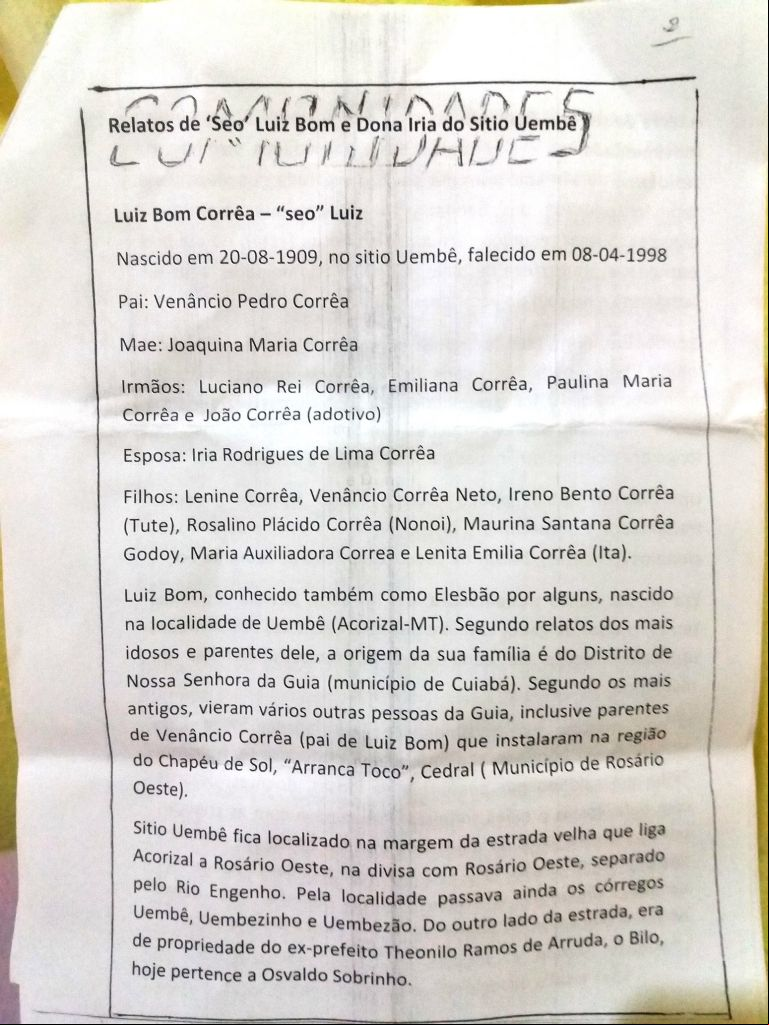 2
COMUNIDADES
Relatos de ‘Seo’ Luiz Bom e Dona Iria do Sitio Uembê
Luiz Bom Corrêa – “seo” Luiz
Nascido em 20-08-1909, no sitio Uembê, falecido em 08-04-1998
Pai: Venâncio Pedro Corrêa
Mae: Joaquina Maria Corrêa
Irmãos: Luciano Rei Corrêa, Emiliana Corrêa, Paulina Maria
Corrêa e João Corrêa (adotivo)
Esposa: Iria Rodrigues de Lima Corrêa
Filhos: Lenine Corrêa, Venâncio Corrêa Neto, Ireno Bento Corrêa
(Tute), Rosalino Plácido Corrêa (Nonoi), Maurina Santana Corrêa
Godoy, Maria Auxiliadora Correa e Lenita Emilia Corrêa (Ita).
Luiz Bom, conhecido também como Elesbão por alguns, nascido
na localidade de Uembê (Acorizal-MT). Segundo relatos dos mais
idosos e parentes dele, a origem da sua família é do Distrito de
Nossa Senhora da Guia (município de Cuiabá). Segundo os mais
antigos, vieram vários outras pessoas da Guia, inclusive parentes
de Venâncio Corrêa (pai de Luiz Bom) que instalaram na região
do Chapéu de Sol, “Arranca Toco”, Cedral ( Município de Rosário
Oeste).
Sitio Uembê fica localizado na margem da estrada velha que liga
Acorizal a Rosário Oeste, na divisa com Rosário Oeste, separado
pelo Rio Engenho. Pela localidade passava ainda os córregos
Uembê, Uembezinho e Uembezão. Do outro lado da estrada, era
de propriedade do ex-prefeito Theonilo Ramos de Arruda, o Bilo,
hoje pertence a Osvaldo Sobrinho.